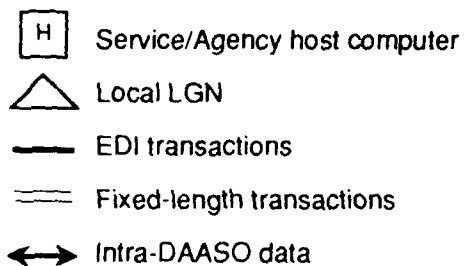 H Service/Agency host computer
Local LGN
EDI transactions
Fixed-length transactions
Intra-DAASO data